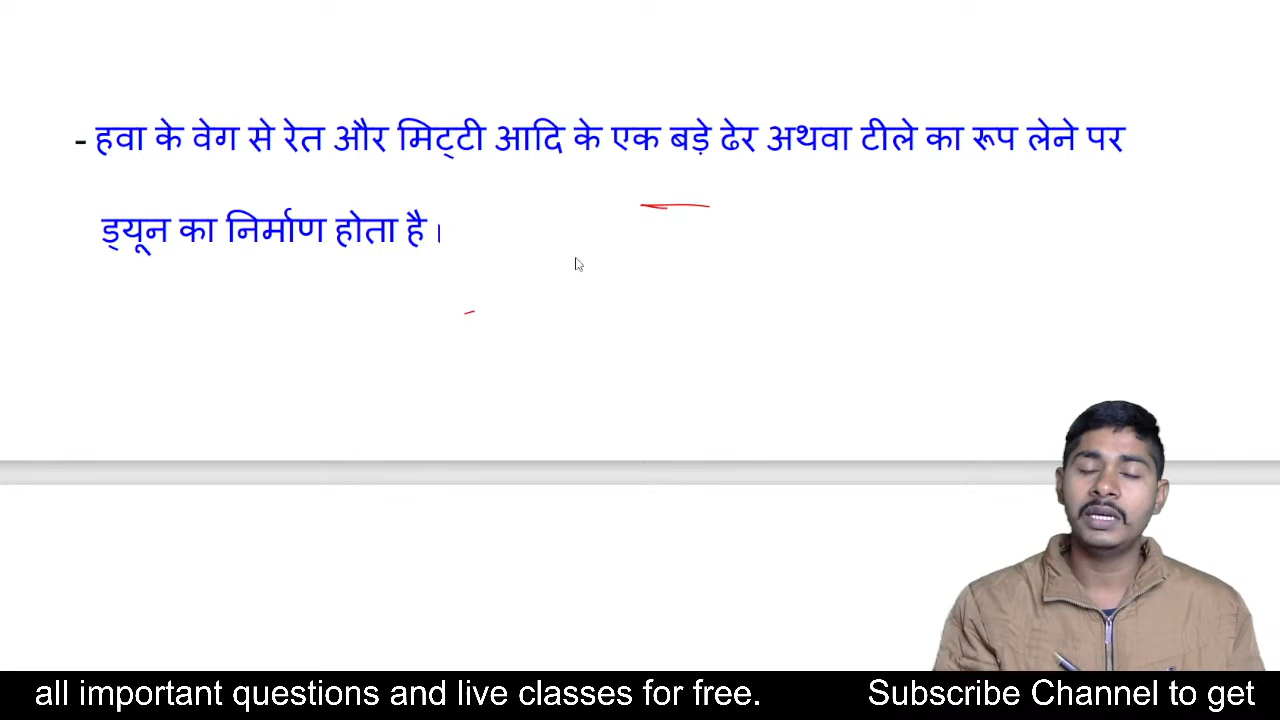 - हवा के वेग से रेत और मिट्टी आदि के एक बड़े ढेर अथवा टीले का रूप लेने पर
ड्यून का निर्माण होता है।
all important questions and live classes for free. Subscribe Channel to get